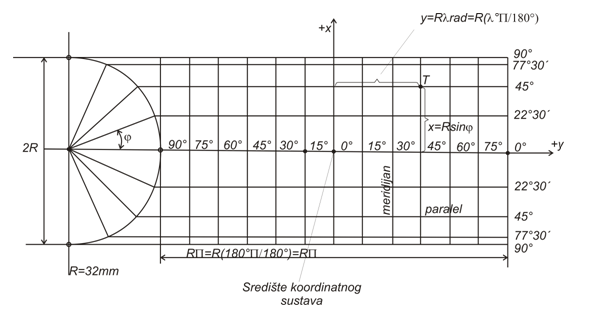 +x
y=Rλ.rad=R(λ°Π/180°)
90°
77°30´
T
45°
22°30´
x=Rsinφ
φ
2R
90° 75° 60° 45° 30° 15° 0° 15° 30° 45° 60° 75° 0°
+y
22°30´
meridijan
paralel
45°
77°30´
90°
RΠ=R(180°Π/180°)=RΠ
R=32mm
Središte koordinatnog
sustava